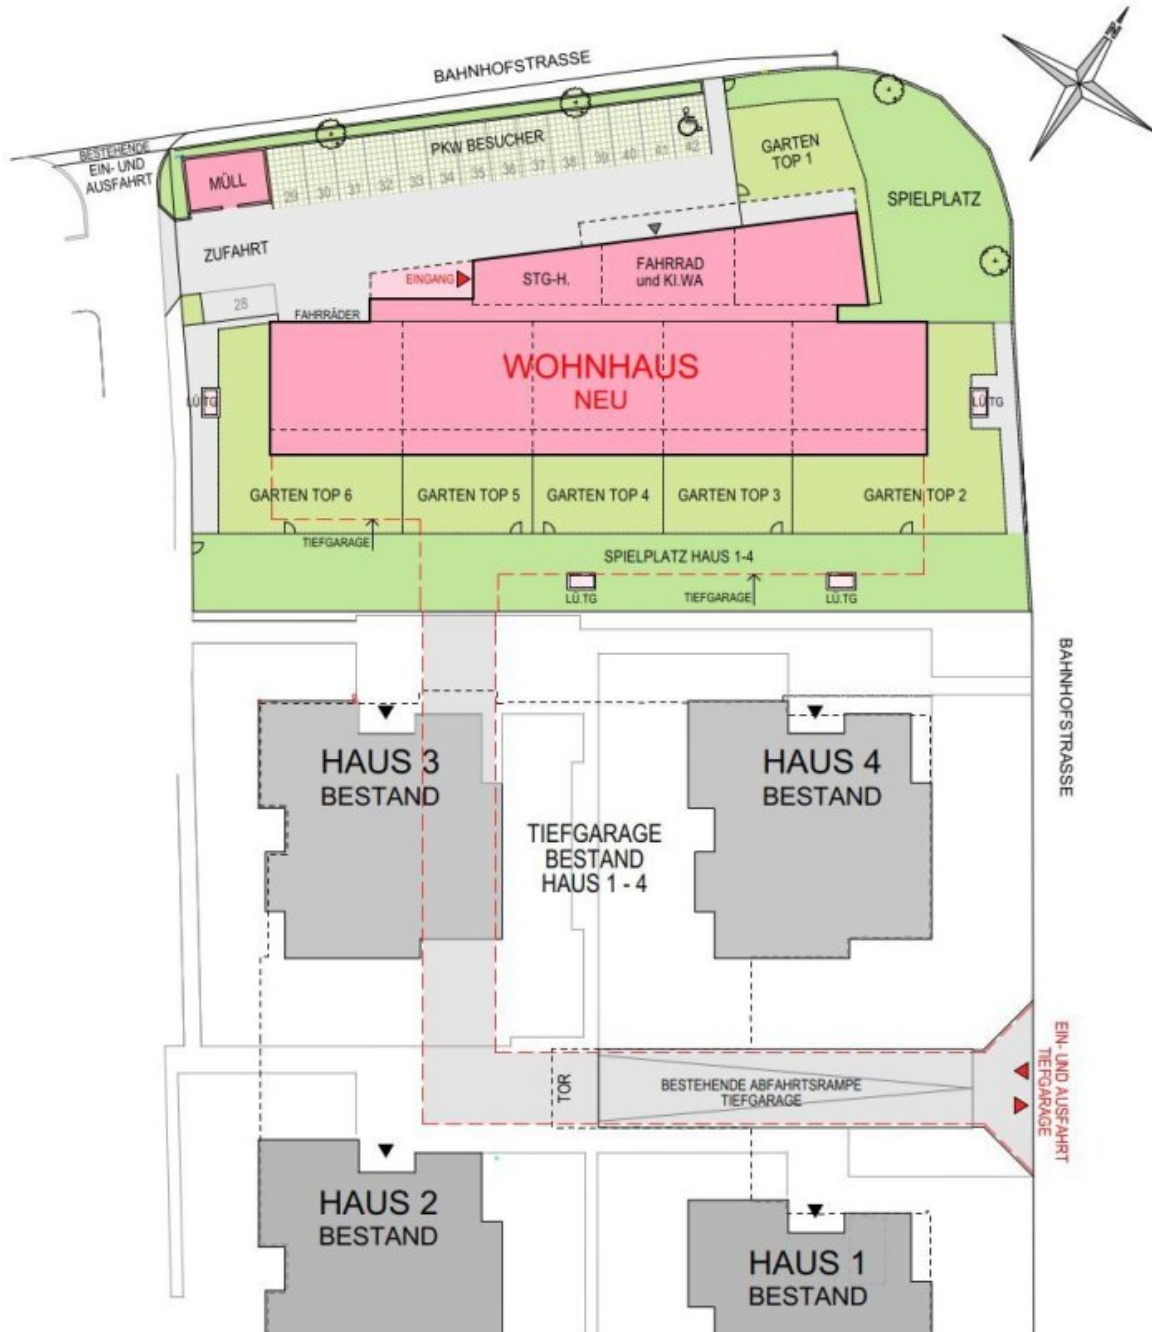 N
BAHNHOFSTRASSE
BESTEHENDE
EIN- UND
AUSFAHRT
MÜLL
PKW BESUCHER
29
30
31
32
33
34
35
36
37
38
39
40
41
42
GARTEN
TOP 1
SPIELPLATZ
ZUFAHRT
EINGANG
STG-H.
FAHRRAD
und KI.WA
28
FAHRRÄDER
WOHNHAUS
NEU
LÜ.TG
LÜ.TG
GARTEN TOP 6
GARTEN TOP 5
GARTEN TOP 4
GARTEN TOP 3
GARTEN TOP 2
TIEFGARAGE
SPIELPLATZ HAUS 1-4
LÜ.TG
TIEFGARAGE
LÜ.TG
BAHNHOFSTRASSE
HAUS 3
BESTAND
HAUS 4
BESTAND
TIEFGARAGE
BESTAND
HAUS 1 - 4
TOR
BESTEHENDE ABFAHRTSRAMPE
TIEFGARAGE
EIN- UND AUSFAHRT
TIEFGARAGE
HAUS 2
BESTAND
HAUS 1
BESTAND